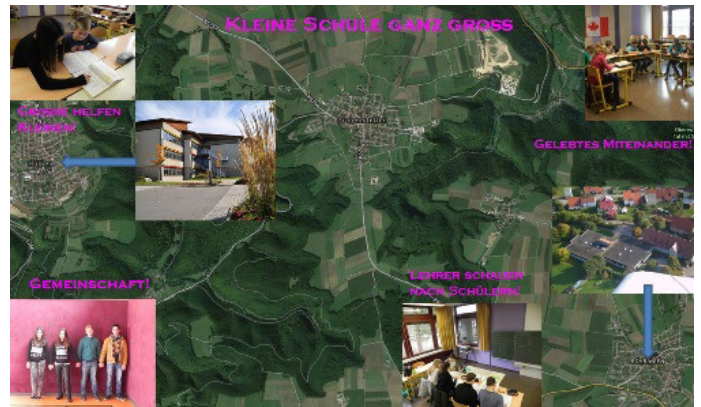 Kleine Schule ganz gross
Grosse helfen
Kleinen!
Gelebtes Miteinander!
Gemeinschaft!
Lehrer schauen
nach Schülern!